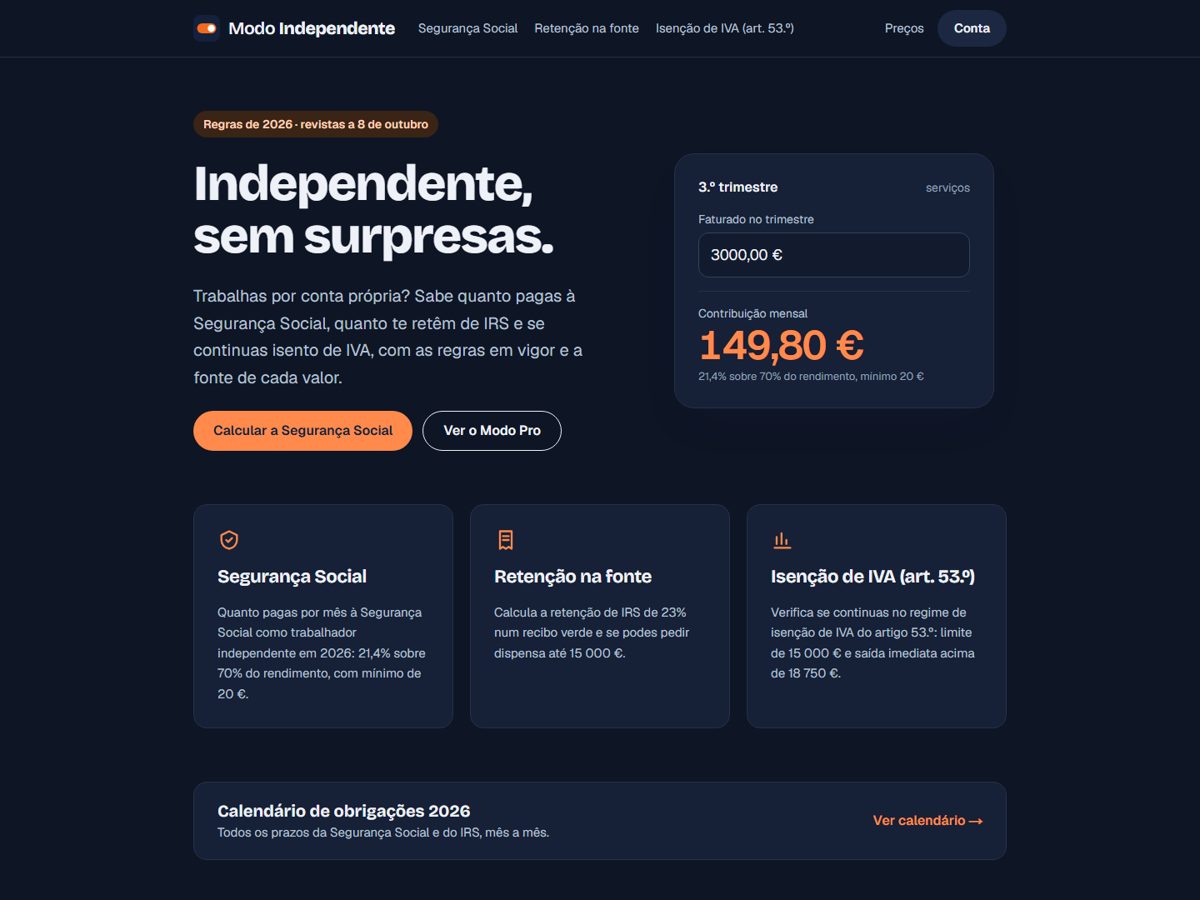 Modo Independente
Segurança Social
Retenção na fonte
Isenção de IVA (art. 53.º)
Preços
Conta
Regras de 2026 · revistas a 8 de outubro
Independente,
sem surpresas.
Trabalhas por conta própria? Sabe quanto pagas à
Segurança Social, quanto te retêm de IRS e se
continuas isento de IVA, com as regras em vigor e a
fonte de cada valor.
Calcular a Segurança Social
Ver o Modo Pro
3.º trimestre
serviços
Faturado no trimestre
3000,00 €
Contribuição mensal
149,80 €
21,4% sobre 70% do rendimento, mínimo 20 €
Segurança Social
Quanto pagas por mês à Segurança
Social como trabalhador
independente em 2026: 21,4% sobre
70% do rendimento, com mínimo de
20 €.
Retenção na fonte
Calcula a retenção de IRS de 23%
num recibo verde e se podes pedir
dispensa até 15 000 €.
Isenção de IVA (art. 53.º)
Verifica se continuas no regime de
isenção de IVA do artigo 53.º: limite
de 15 000 € e saída imediata acima
de 18 750 €.
Calendário de obrigações 2026
Todos os prazos da Segurança Social e do IRS, mês a mês.
Ver calendário →